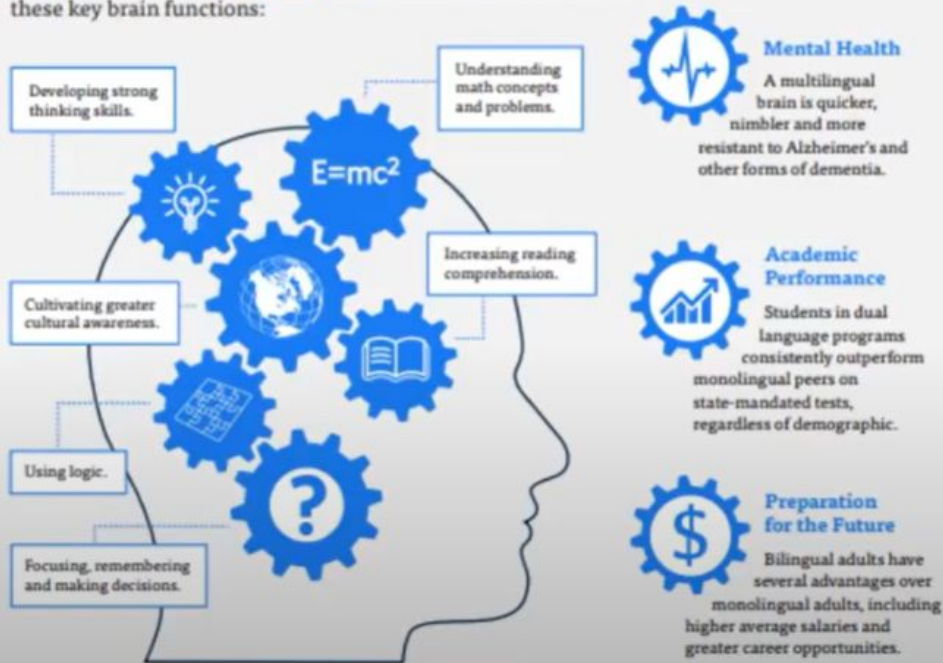 these key brain functions:
Developing strong
thinking skills.
Understanding
math concepts
and problems.
E=mc²
Increasing reading
comprehension.
Cultivating greater
cultural awareness.
Using logic.
?
Focusing, remembering
and making decisions.
Mental Health
A multilingual
brain is quicker,
nimbler and more
resistant to Alzheimer's and
other forms of dementia.
Academic
Performance
Students in dual
language programs
consistently outperform
monolingual peers on
state-mandated tests,
regardless of demographic.
$
Preparation
for the Future
Bilingual adults have
several advantages over
monolingual adults, including
higher average salaries and
greater career opportunities.